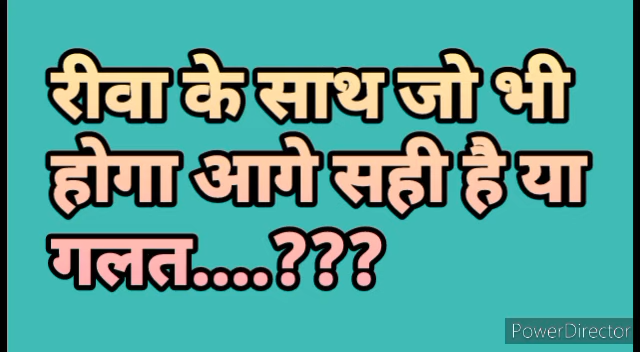 रीवा के साथ जो भी
होगा आगे सही है या
गलत....???
PowerDirector